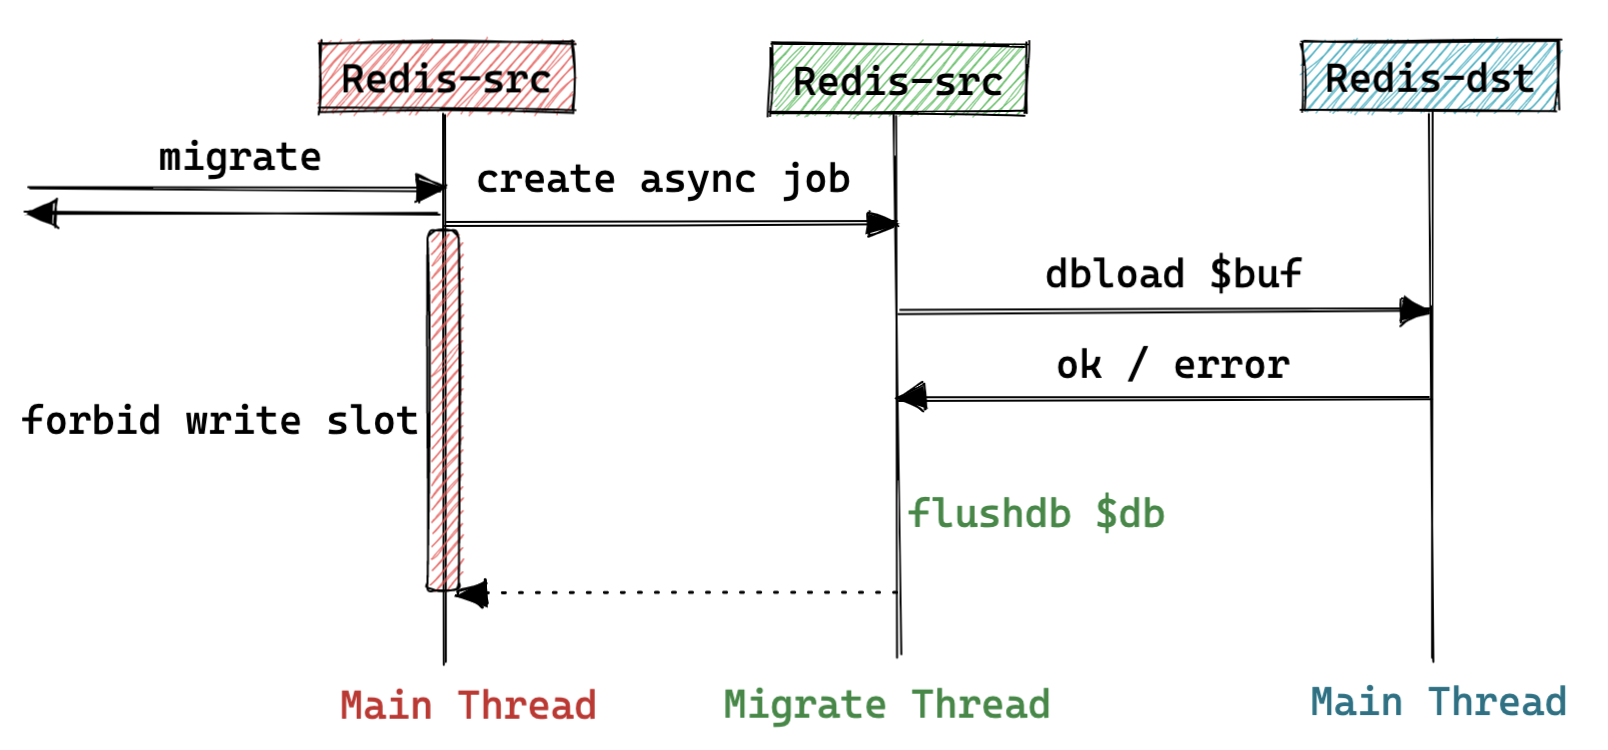 Redis-src
Redis-src
Redis-dst
migrate
create async job
dbload $buf
ok / error
forbid write slot
flushdb $db
Main Thread
Migrate Thread
Main Thread